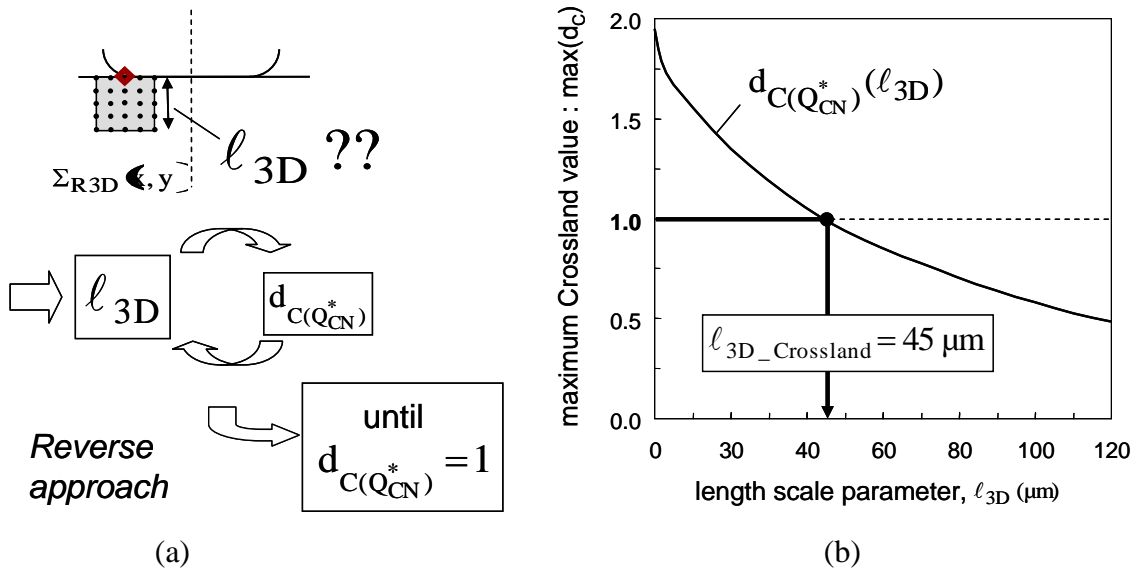 ℓ3D ??
ΣR3D (x, y)
ℓ3D
dC(Q*CN)
until
dC(Q*CN) = 1
Reverse
approach
(a)
maximum Crossland value : max(dC)
2.0
1.5
1.0
0.5
0.0
dC(Q*CN)(ℓ3D)
ℓ3D_Crossland = 45 µm
0 20 40 60 80 100 120
length scale parameter, ℓ3D (µm)
(b)